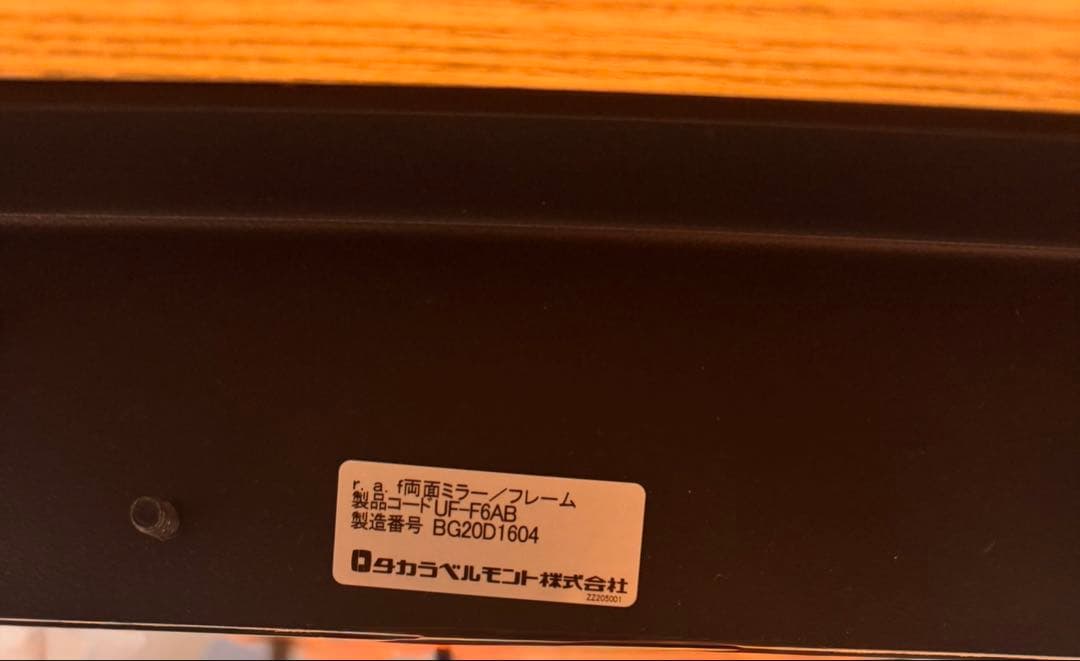 r.a.f両面ミラー／フレーム
製品コードUF-F6AB
製造番号 BG20D1604
タカラベルモント株式会社
ZZ205001